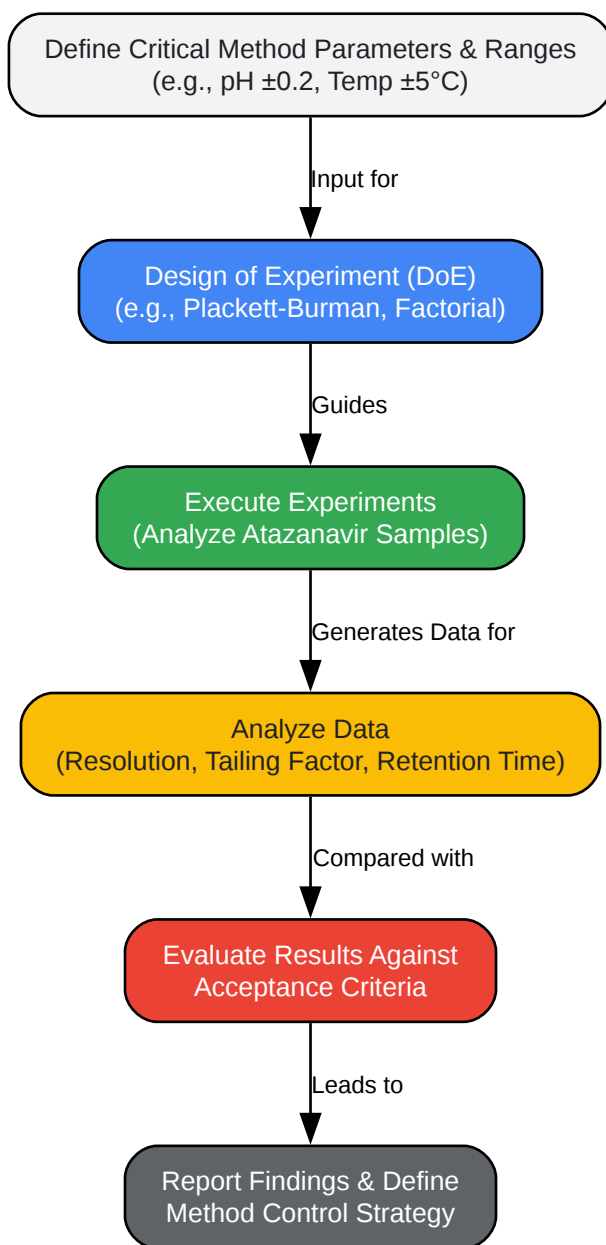 Define Critical Method Parameters & Ranges
(e.g., pH ±0.2, Temp ±5°C)
Input for
Design of Experiment (DoE)
(e.g., Plackett-Burman, Factorial)
Guides
Execute Experiments
(Analyze Atazanavir Samples)
Generates Data for
Analyze Data
(Resolution, Tailing Factor, Retention Time)
Compared with
Evaluate Results Against
Acceptance Criteria
Leads to
Report Findings & Define
Method Control Strategy